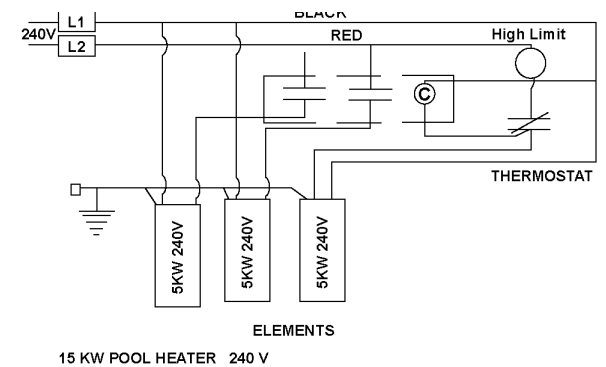 BLACK
L1
240V
L2
RED
High Limit
C
THERMOSTAT
5KW 240V
5KW 240V
5KW 240V
ELEMENTS
15 KW POOL HEATER 240 V